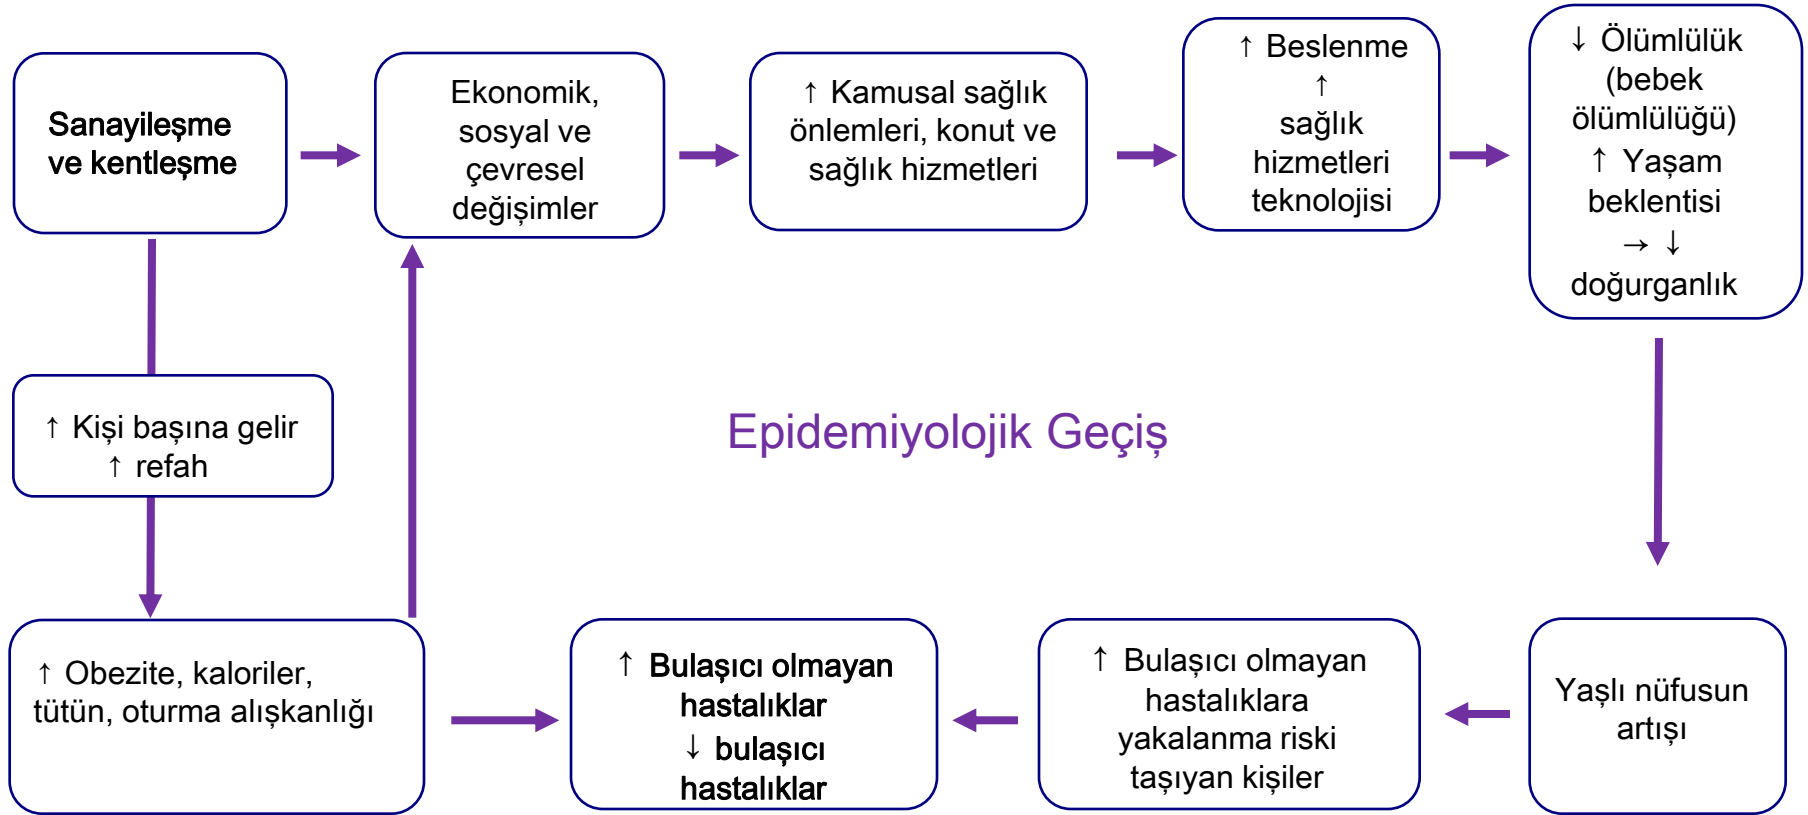 Sanayileşme
ve kentleşme
Ekonomik,
sosyal ve
çevresel
değişimler
↑ Kamusal sağlık
önlemleri, konut ve
sağlık hizmetleri
↑ Beslenme
↑
sağlık
hizmetleri
teknolojisi
↓ Ölümlülük
(bebek
ölümlülüğü)
↑ Yaşam
beklentisi
→ ↓
doğurganlık
↑ Kişi başına gelir
↑ refah
Epidemiyolojik Geçiş
↑ Obezite, kaloriler,
tütün, oturma alışkanlığı
↑ Bulaşıcı olmayan
hastalıklar
↓ bulaşıcı
hastalıklar
↑ Bulaşıcı olmayan
hastalıklara
yakalanma riski
taşıyan kişiler
Yaşlı nüfusun
artışı